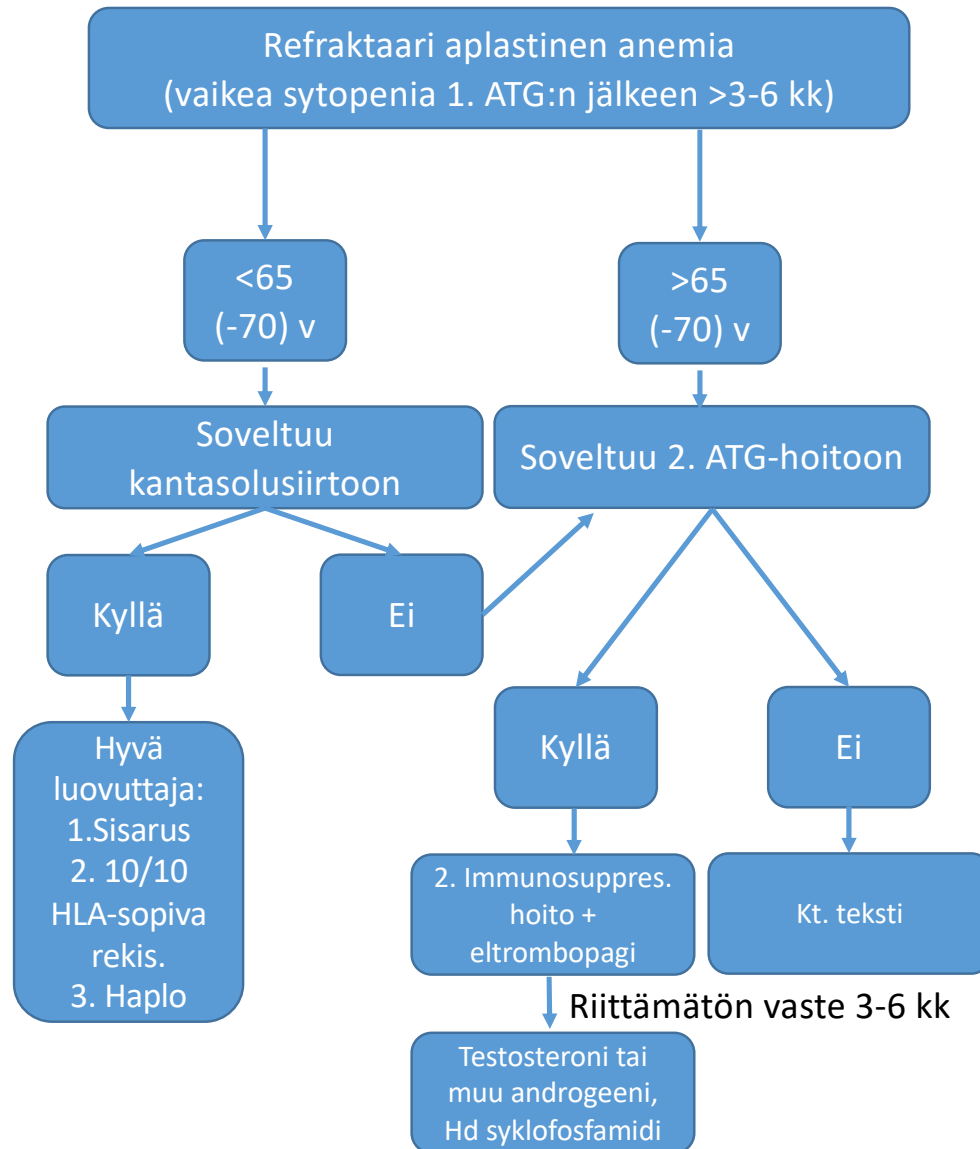 Refraktaari aplastinen anemia
(vaikea sytopenia 1. ATG:n jälkeen >3-6 kk)
<65
(-70) v
>65
(-70) v
Soveltuu
kantasolusiirtoon
Soveltuu 2. ATG-hoitoon
Kyllä
Ei
Hyvä
luovuttaja:
1.Sisarus
2. 10/10
HLA-sopiva
rekis.
3. Haplo
Kyllä
Ei
2. Immunosuppres.
hoito +
eltrombopagi
Kt. teksti
Riittämätön vaste 3-6 kk
Testosteroni tai
muu androgeeni,
Hd syklofosfamidi